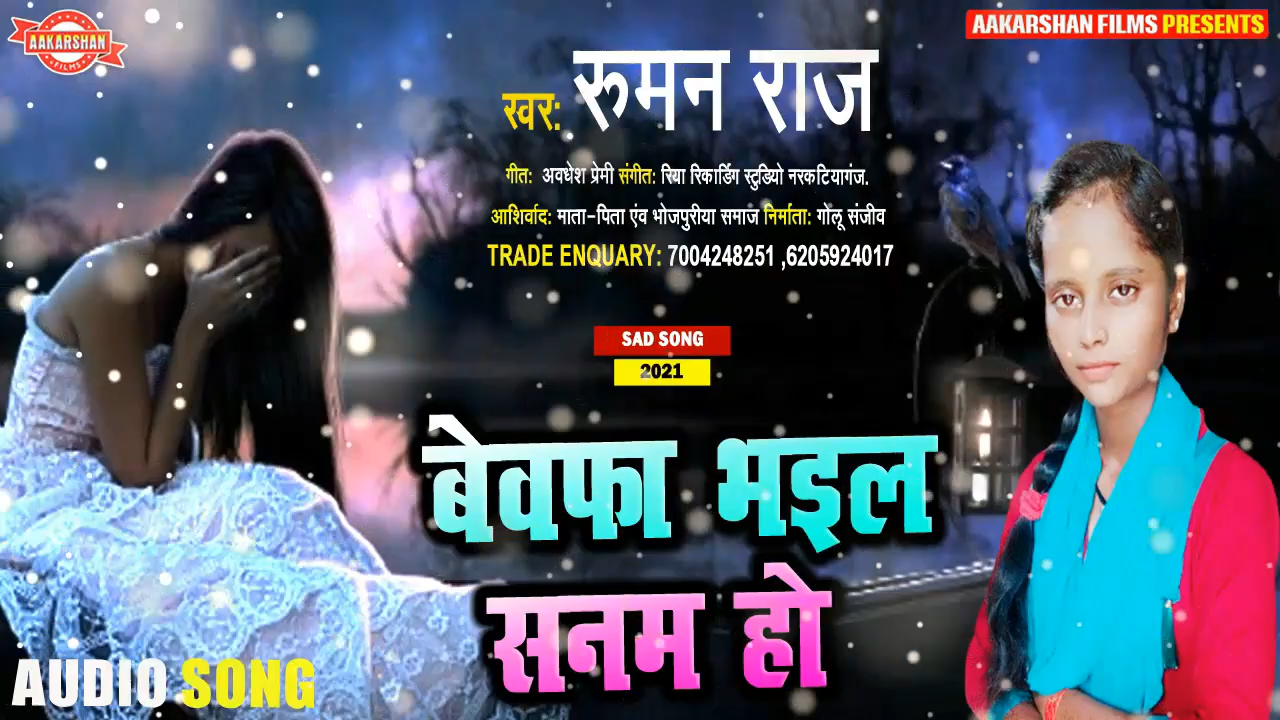 AAKARSHAN
FILMS
AAKARSHAN FILMS PRESENTS
स्वर: रूमन राज
गीत: अवधेश प्रेमी संगीत: रिया रिकार्डिंग स्टुडियो नरकटियागंज.
आशिर्वाद: माता-पिता एंव भोजपुरीया समाज निर्माता: गोलू संजीव
TRADE ENQUARY: 7004248251 ,6205924017
SAD SONG
2021
बेवफा भइल
सनम हो
AUDIO SONG